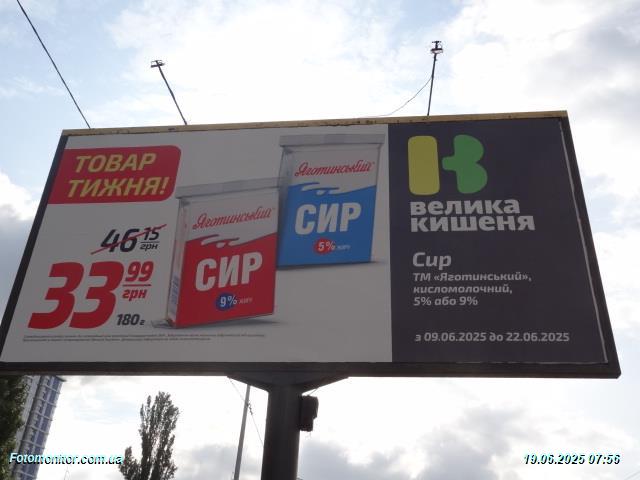 ТОВАР
ТИЖНЯ!
46 15
грн
33 99
грн
180г
Яготинський
СИР
9% жиру
Яготинський
СИР
5% жиру
велика
кишеня
Сир
ТМ «Яготинський»,
кисломолочний,
5% або 9%
з 09.06.2025 до 22.06.2025
Fotomonitor.com.ua
19.06.2025 07:56